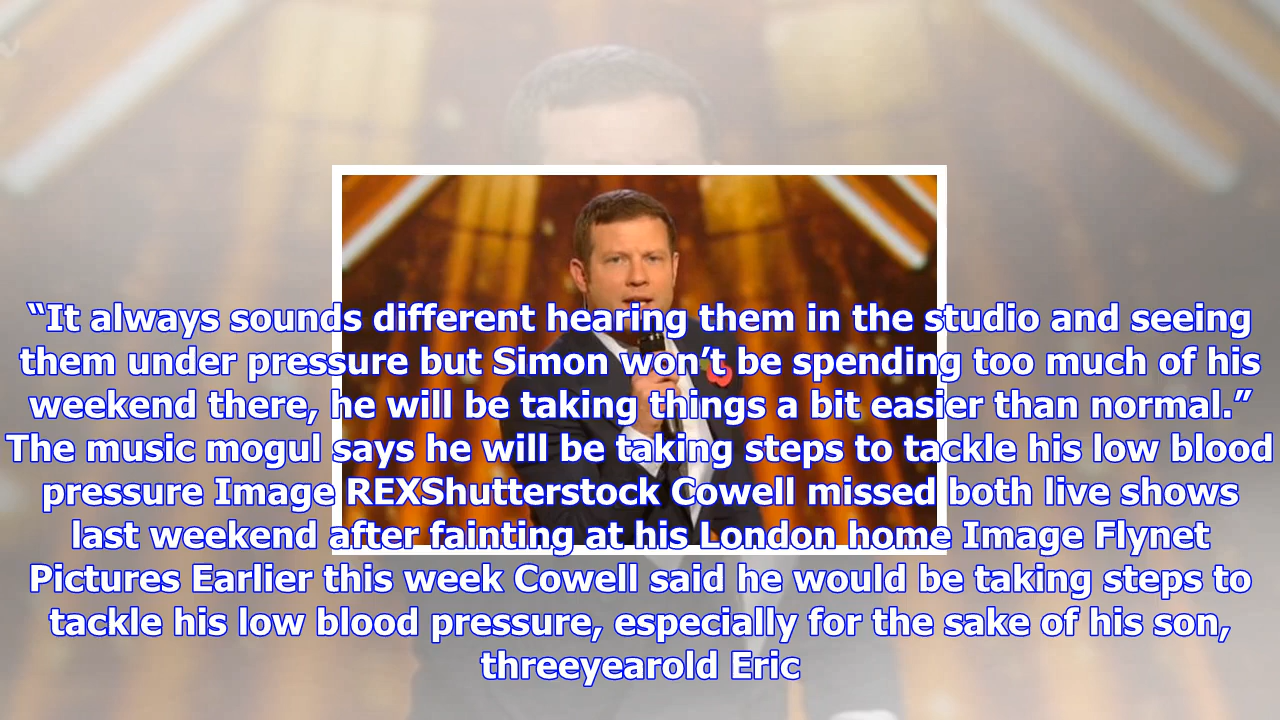 “It always sounds different hearing them in the studio and seeing
them under pressure but Simon won’t be spending too much of his
weekend there, he will be taking things a bit easier than normal.”
The music mogul says he will be taking steps to tackle his low blood
pressure Image REXShutterstock Cowell missed both live shows
last weekend after fainting at his London home Image Flynet
Pictures Earlier this week Cowell said he would be taking steps to
tackle his low blood pressure, especially for the sake of his son,
threeyearold Eric